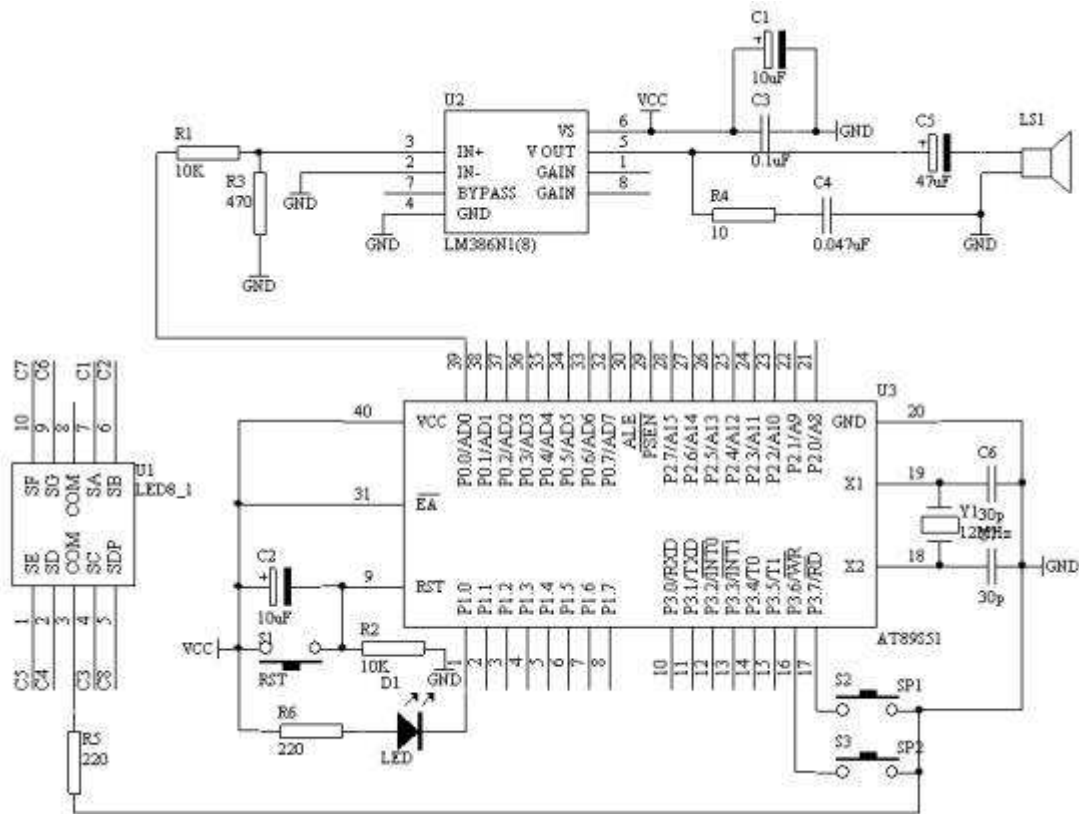 C1
+
10uF
U2
VCC
C3
0.1uF
GND
6
VS
5
V OUT
1
GAIN
8
GAIN
3
IN+
2
IN-
7
BYPASS
4
GND
LM386N1(8)
R1
10K
R3
470
GND
GND
GND
C5
+
47uF
LS1
R4
10
C4
0.047uF
GND
39
38
37
36
35
34
33
32
30
29
28
27
26
25
24
23
22
21
U3
40
VCC
P0.0/AD0
P0.1/AD1
P0.2/AD2
P0.3/AD3
P0.4/AD4
P0.5/AD5
P0.6/AD6
P0.7/AD7
ALE
PSEN
P2.7/A15
P2.6/A14
P2.5/A13
P2.4/A12
P2.3/A11
P2.2/A10
P2.1/A9
P2.0/A8
GND
20
31
EA
X1
19
9
RST
X2
18
P1.0
P1.1
P1.2
P1.3
P1.4
P1.5
P1.6
P1.7
P3.0/RXD
P3.1/TXD
P3.2/INT0
P3.3/INT1
P3.4/T0
P3.5/T1
P3.6/WR
P3.7/RD
1
2
3
4
5
6
7
8
10
11
12
13
14
15
16
17
AT89S51
C6
30p
Y1
12MHz
30p
GND
C7
C6
C1
C2
10
9
8
7
6
U1
LED8_1
SF
SG
COM
SA
SB
SE
SD
COM
SC
SDP
1
2
3
4
5
C5
C4
C3
C8
R5
220
C2
+
10uF
VCC
S1
RST
R2
10K
GND
R6
220
D1
LED
S2
SP1
S3
SP2